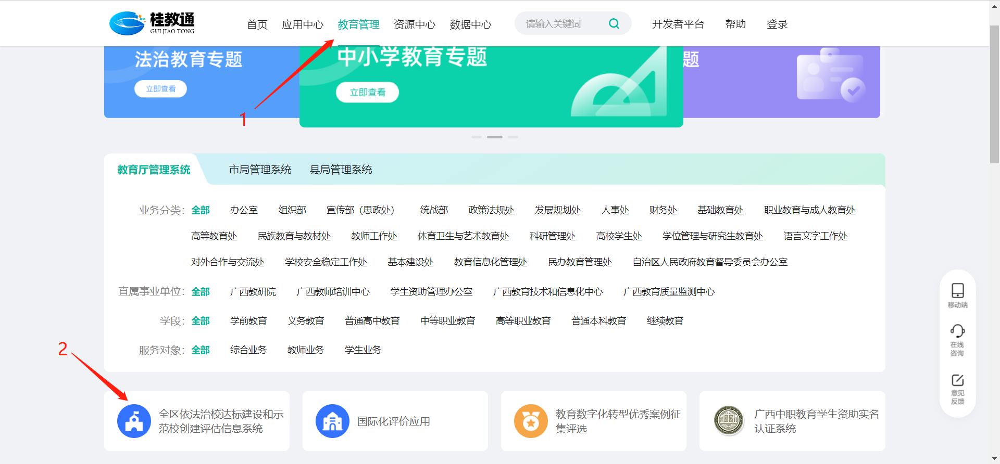 桂教通
GUI JIAO TONG
首页 应用中心 教育管理 资源中心 数据中心 请输入关键词 开发者平台 帮助 登录
法治教育专题 中小学教育专题 题
立即查看 立即查看
1
教育厅管理系统 市局管理系统 县局管理系统
业务分类： 全部 办公室 组织部 宣传部（思政处） 统战部 政策法规处 发展规划处 人事处 财务处 基础教育处 职业教育与成人教育处
高等教育处 民族教育与教材处 教师工作处 体育卫生与艺术教育处 科研管理处 高校学生处 学位管理与研究生教育处 语言文字工作处
对外合作与交流处 学校安全稳定工作处 基本建设处 教育信息化管理处 民办教育管理处 自治区人民政府教育督导委员会办公室
直属事业单位： 全部 广西教研院 广西教师培训中心 学生资助管理办公室 广西教育技术和信息化中心 广西教育质量监测中心
学段： 全部 学前教育 义务教育 普通高中教育 中等职业教育 高等职业教育 普通本科教育 继续教育
服务对象： 全部 综合业务 教师业务 学生业务
2
全区依法治校达标建设和示
范校创建评估信息系统
国际化评价应用
教育数字化转型优秀案例征
集评选
广西中职教育学生资助实名
认证系统
移动端
在线
咨询
意见
反馈